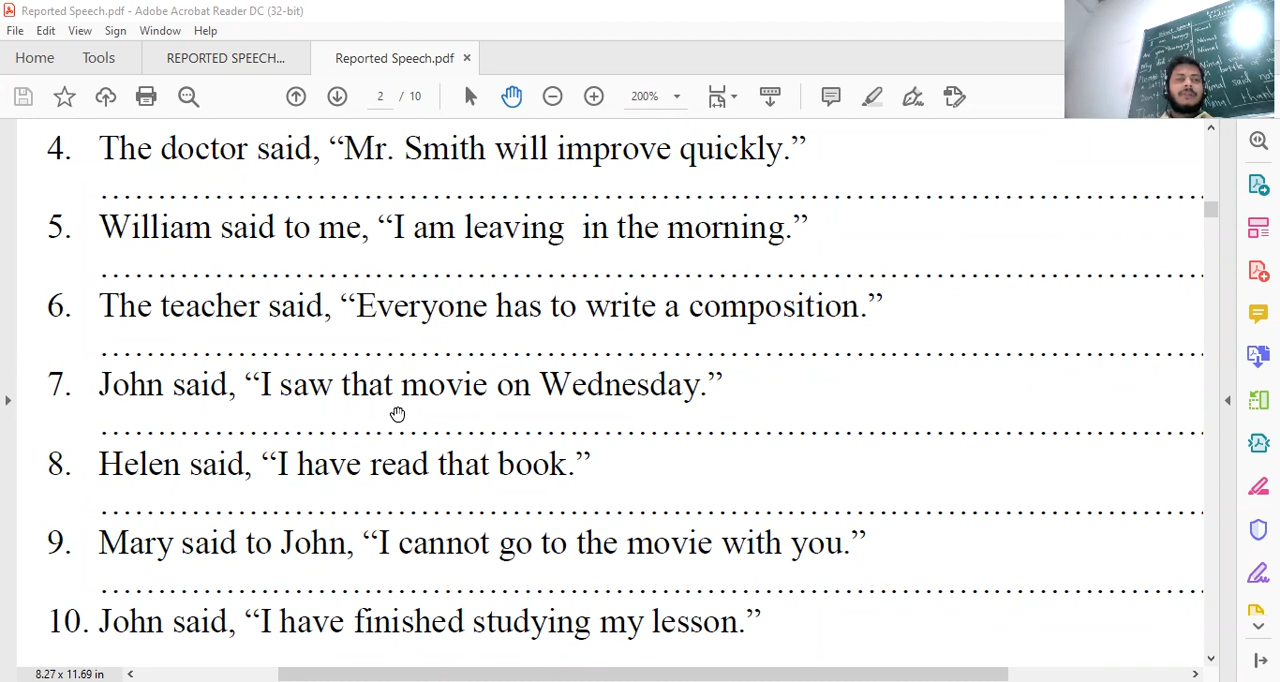 Reported Speech.pdf - Adobe Acrobat Reader DC (32-bit)
File Edit View Sign Window Help
Home Tools REPORTED SPEECH... Reported Speech.pdf ×
2 / 10 200%
4. The doctor said, “Mr. Smith will improve quickly.”
5. William said to me, “I am leaving in the morning.”
6. The teacher said, “Everyone has to write a composition.”
7. John said, “I saw that movie on Wednesday.”
8. Helen said, “I have read that book.”
9. Mary said to John, “I cannot go to the movie with you.”
10. John said, “I have finished studying my lesson.”
8.27 x 11.69 in